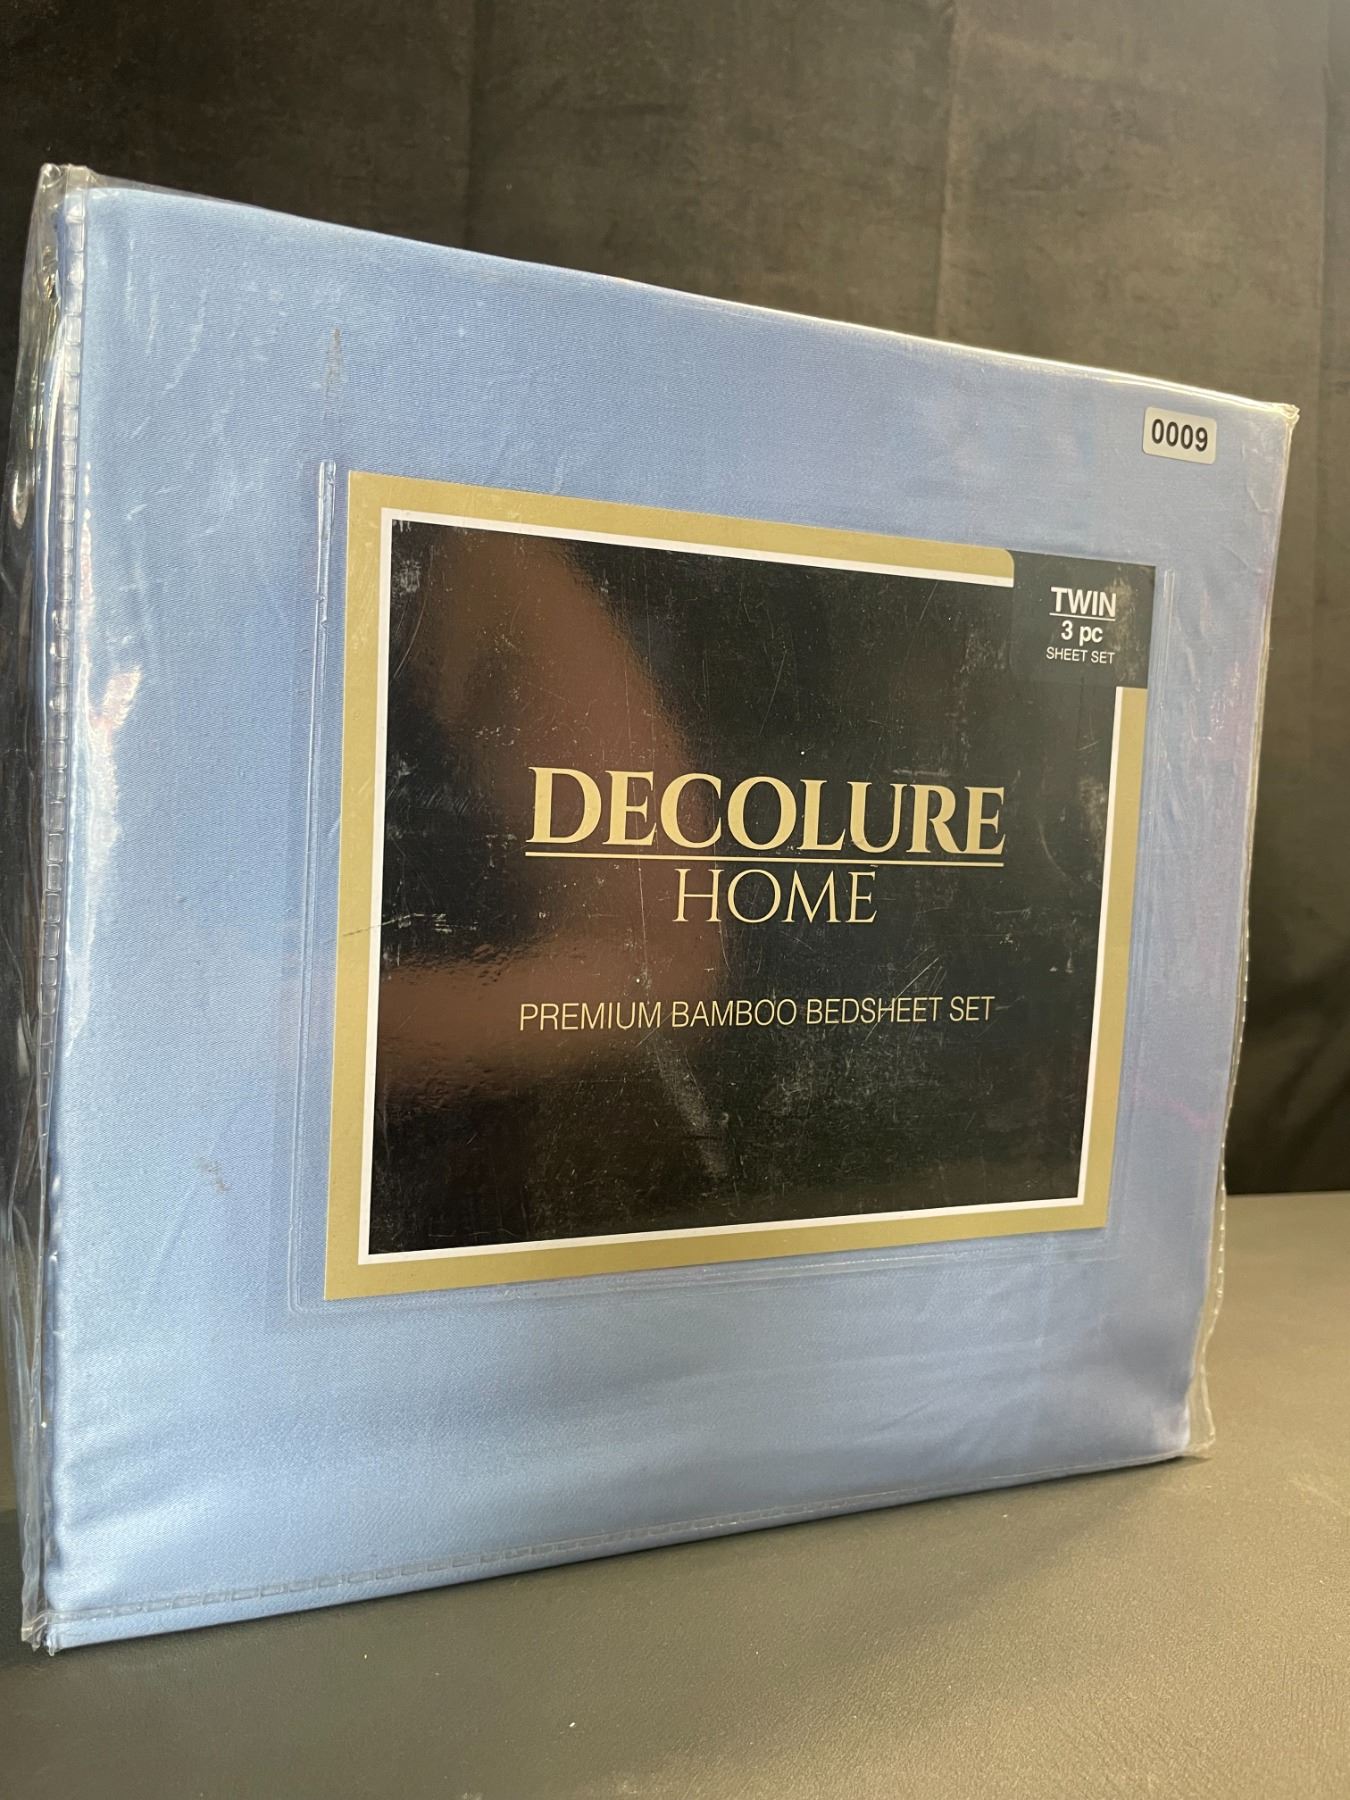 0009
TWIN
3 pc
SHEET SET
DECOLURE
HOME
PREMIUM BAMBOO BEDSHEET SET